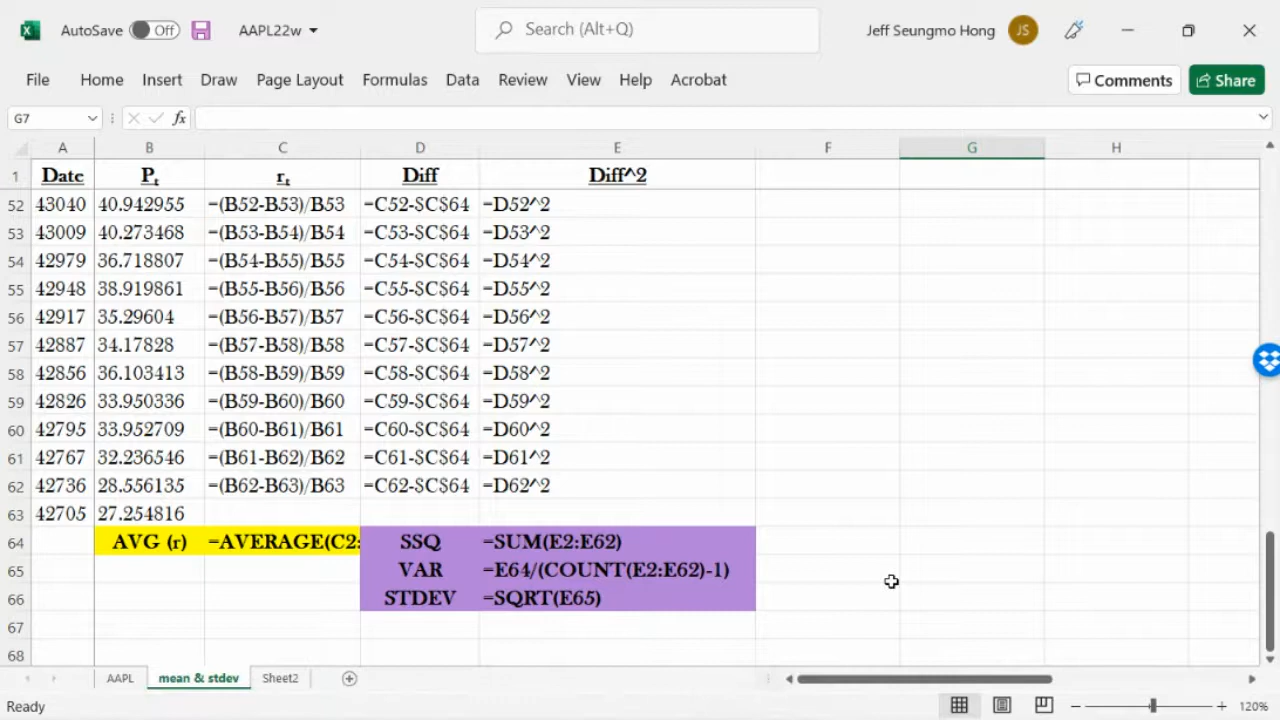 AutoSave Off AAPL22w Search (Alt+Q) Jeff Seungmo Hong JS
File Home Insert Draw Page Layout Formulas Data Review View Help Acrobat Comments Share
G7 fx
A B C D E F G H
1 Date Pt rt Diff Diff^2
52 43040 40.942955 =(B52-B53)/B53 =C52-$C$64 =D52^2
53 43009 40.273468 =(B53-B54)/B54 =C53-$C$64 =D53^2
54 42979 36.718807 =(B54-B55)/B55 =C54-$C$64 =D54^2
55 42948 38.919861 =(B55-B56)/B56 =C55-$C$64 =D55^2
56 42917 35.29604 =(B56-B57)/B57 =C56-$C$64 =D56^2
57 42887 34.17828 =(B57-B58)/B58 =C57-$C$64 =D57^2
58 42856 36.103413 =(B58-B59)/B59 =C58-$C$64 =D58^2
59 42826 33.950336 =(B59-B60)/B60 =C59-$C$64 =D59^2
60 42795 33.952709 =(B60-B61)/B61 =C60-$C$64 =D60^2
61 42767 32.236546 =(B61-B62)/B62 =C61-$C$64 =D61^2
62 42736 28.556135 =(B62-B63)/B63 =C62-$C$64 =D62^2
63 42705 27.254816
64 AVG (r) =AVERAGE(C2: SSQ =SUM(E2:E62)
65 VAR =E64/(COUNT(E2:E62)-1)
66 STDEV =SQRT(E65)
67
68
AAPL mean & stdev Sheet2
Ready 120%